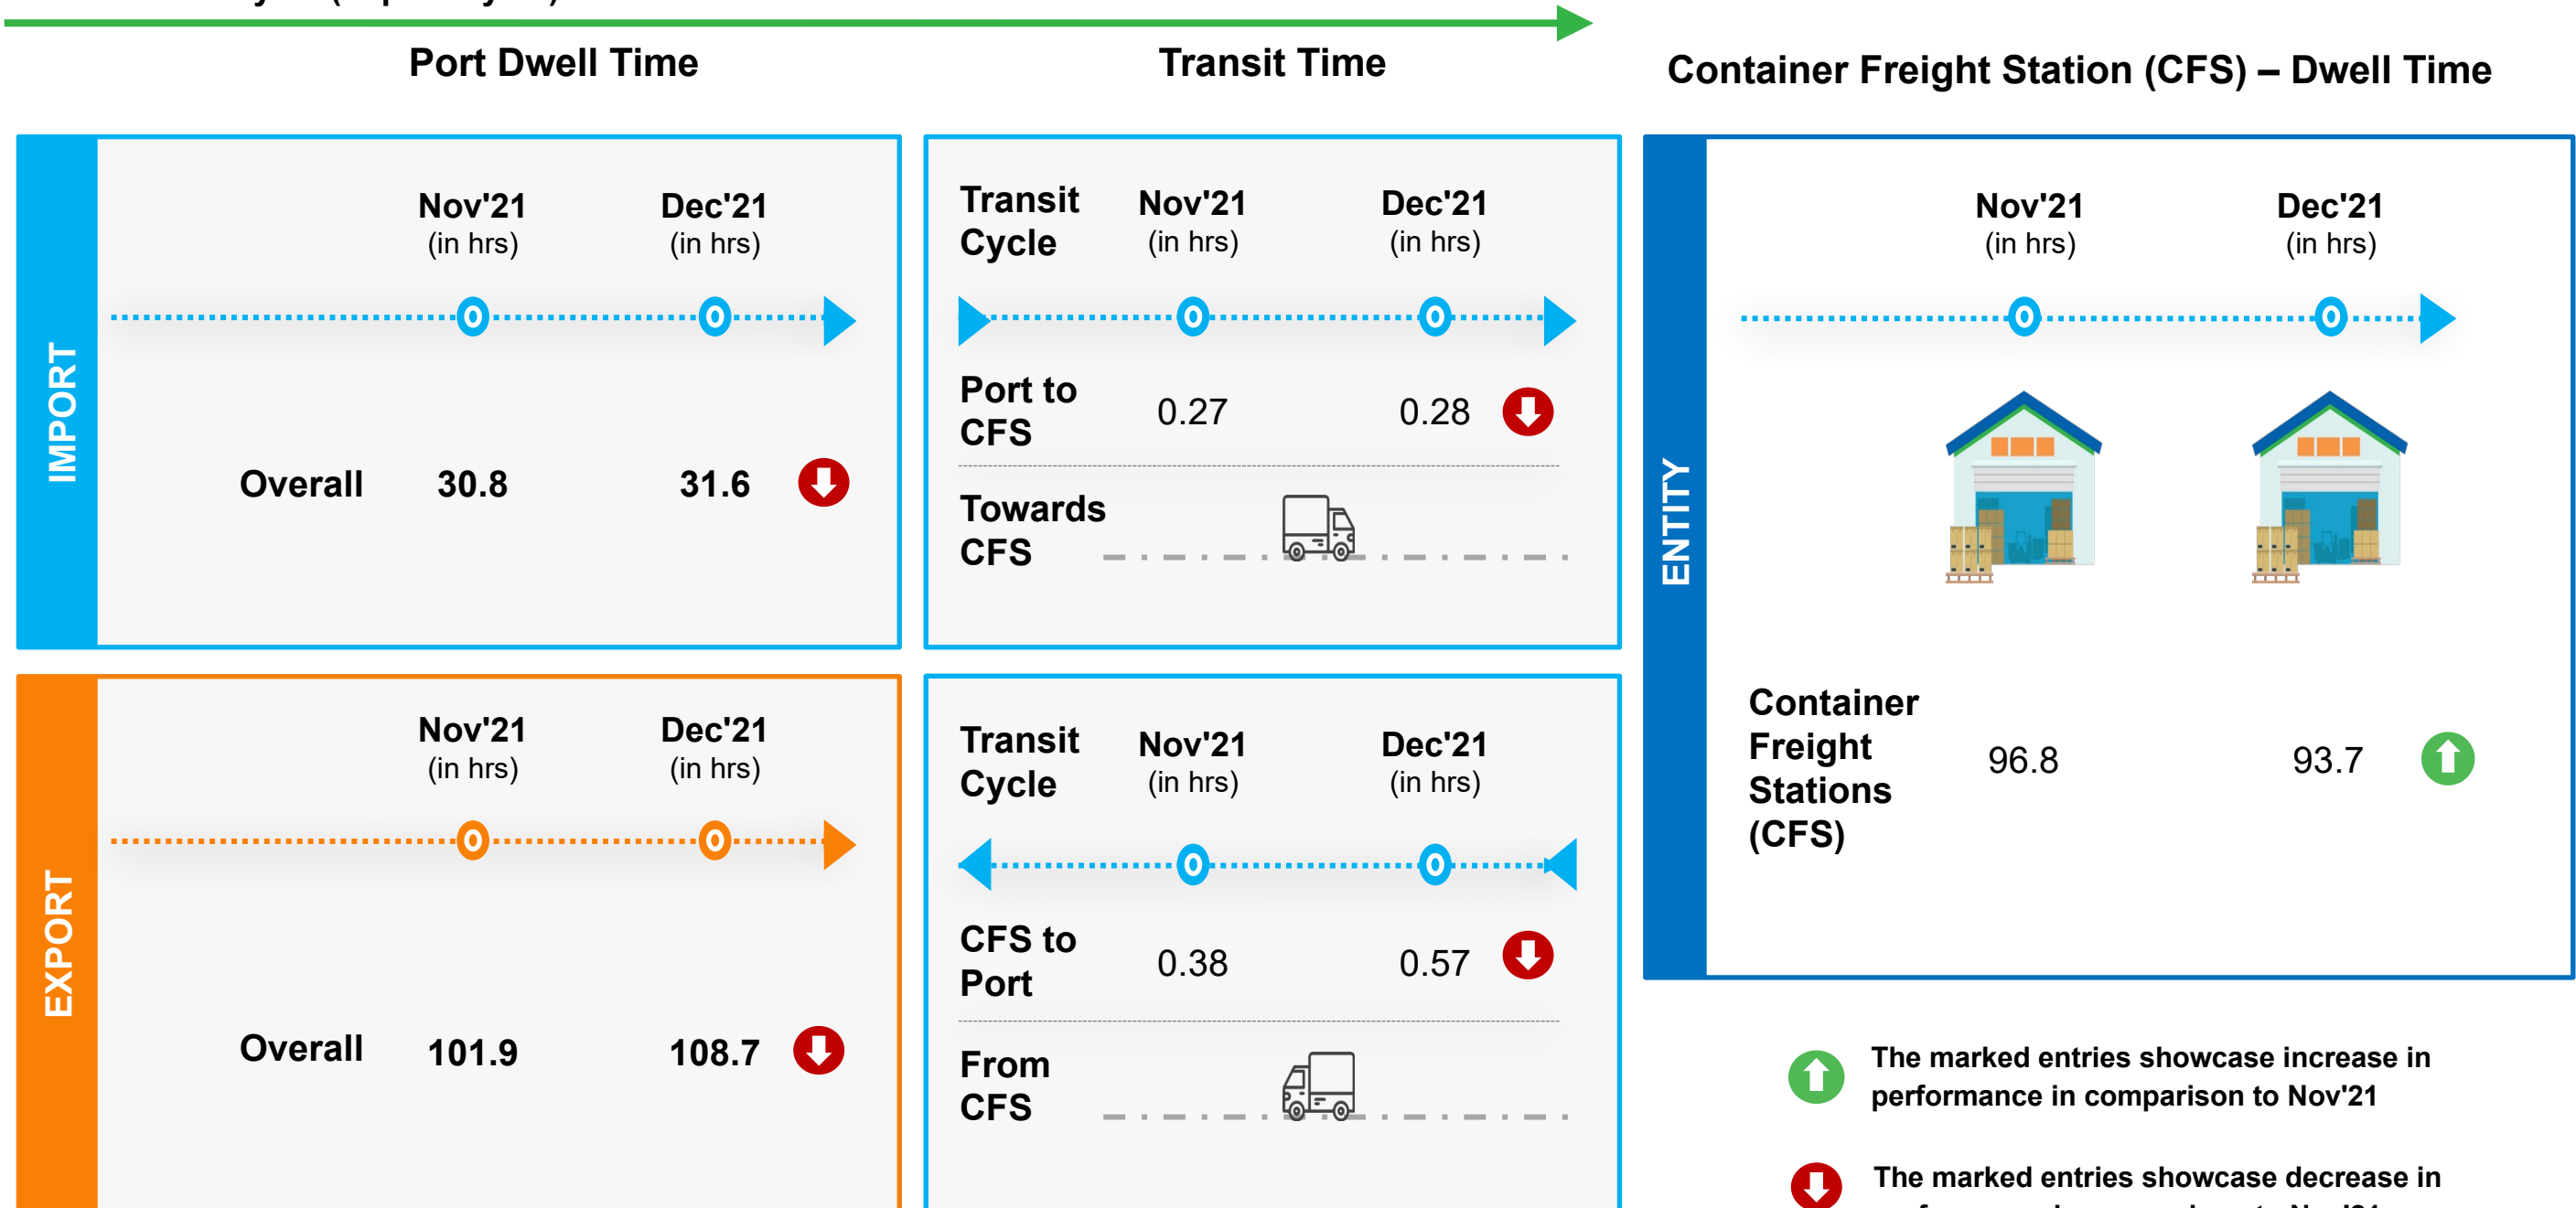 Port Dwell Time
Transit Time
Container Freight Station (CFS) – Dwell Time
IMPORT
Nov'21
(in hrs)
Dec'21
(in hrs)
Overall 30.8 31.6
Transit
Cycle
Nov'21
(in hrs)
Dec'21
(in hrs)
Port to
CFS
0.27 0.28
Towards
CFS
ENTITY
Nov'21
(in hrs)
Dec'21
(in hrs)
Container
Freight
Stations
(CFS)
96.8 93.7
EXPORT
Nov'21
(in hrs)
Dec'21
(in hrs)
Overall 101.9 108.7
Transit
Cycle
Nov'21
(in hrs)
Dec'21
(in hrs)
CFS to
Port
0.38 0.57
From
CFS
The marked entries showcase increase in
performance in comparison to Nov'21
The marked entries showcase decrease in